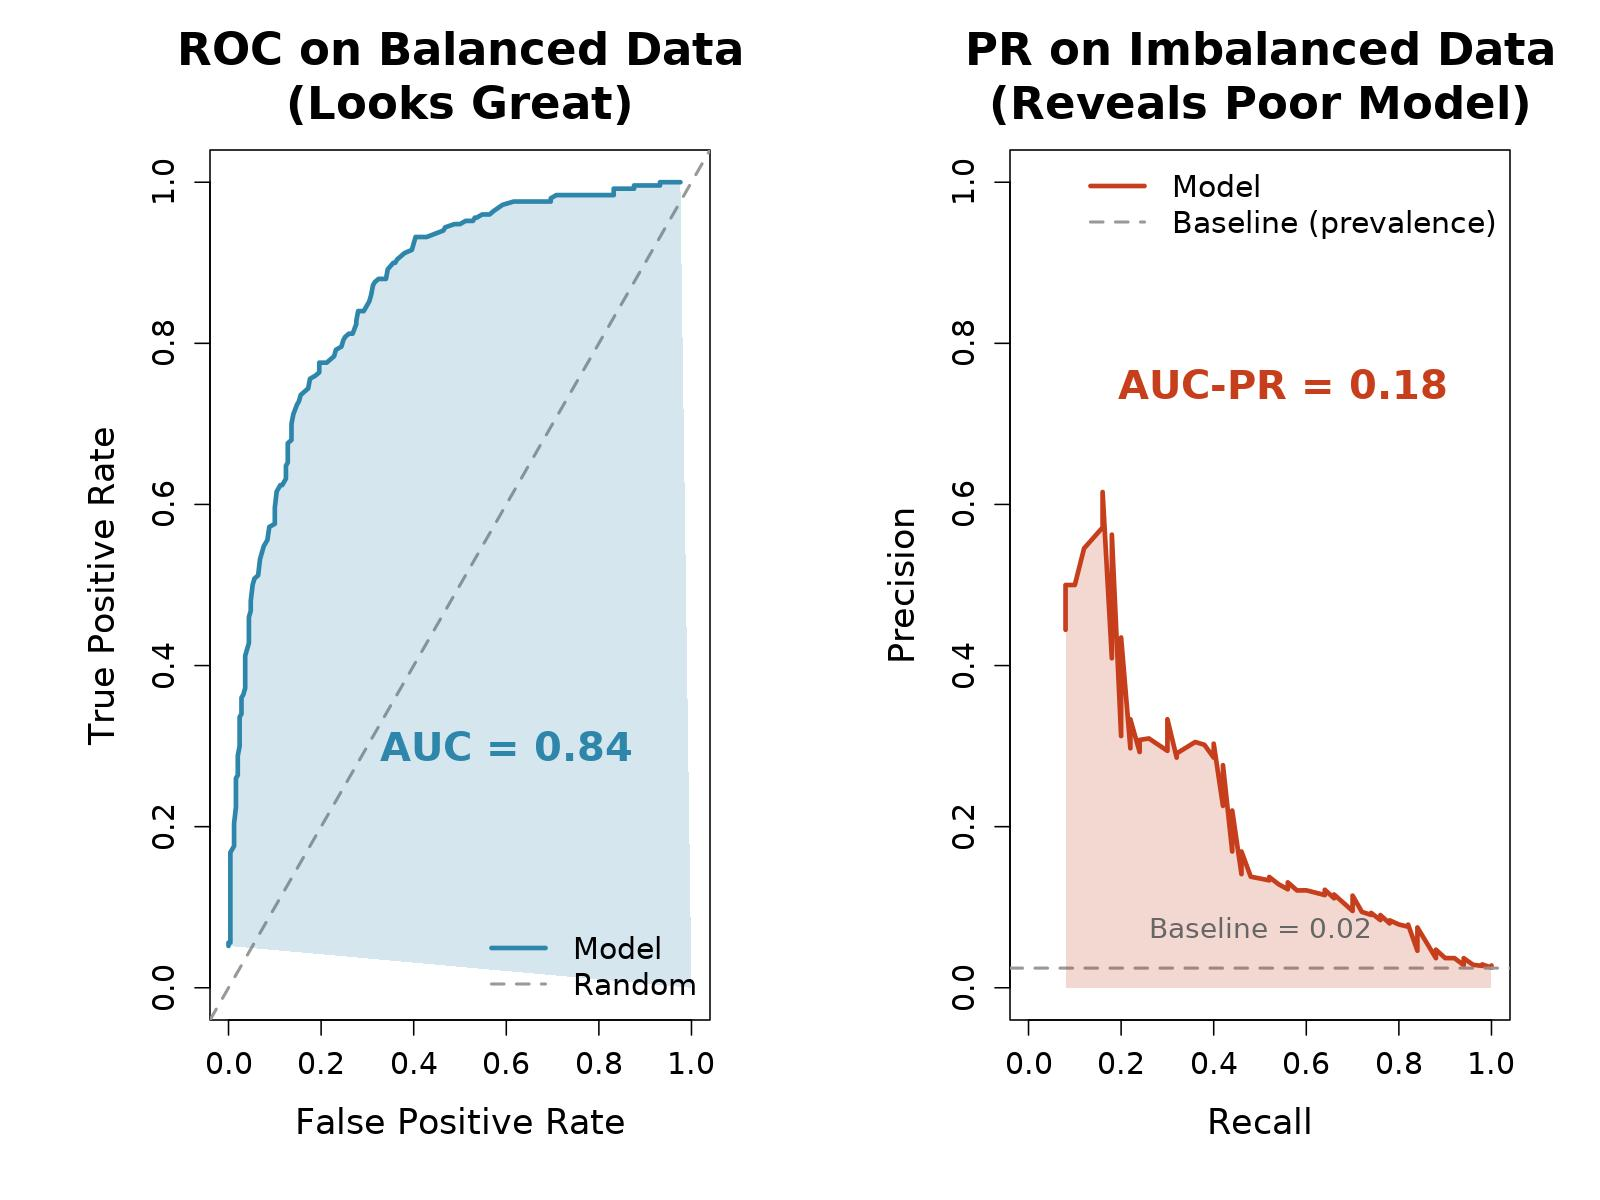 ROC on Balanced Data
(Looks Great)
True Positive Rate
1.0
0.8
0.6
0.4
0.2
0.0
AUC = 0.84
Model
Random
0.0 0.2 0.4 0.6 0.8 1.0
False Positive Rate
PR on Imbalanced Data
(Reveals Poor Model)
Precision
1.0
0.8
0.6
0.4
0.2
0.0
Model
Baseline (prevalence)
AUC-PR = 0.18
Baseline = 0.02
0.0 0.2 0.4 0.6 0.8 1.0
Recall